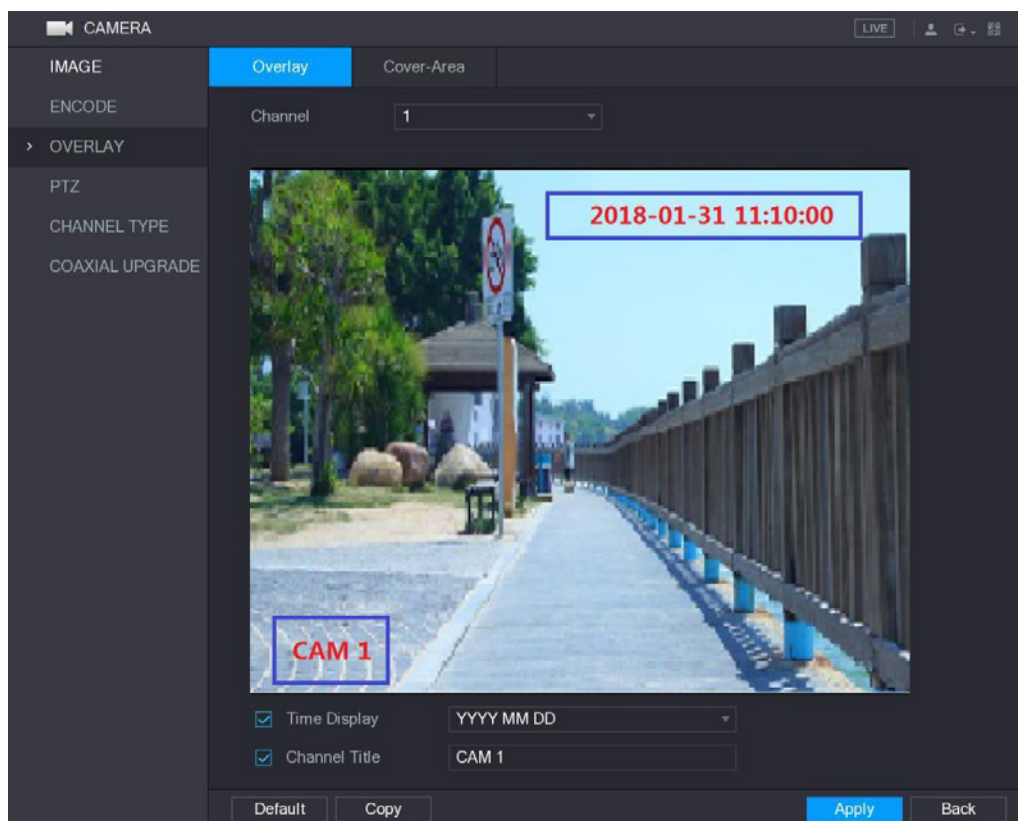 CAMERA
LIVE
IMAGE
ENCODE
OVERLAY
PTZ
CHANNEL TYPE
COAXIAL UPGRADE
Overlay Cover-Area
Channel 1
2018-01-31 11:10:00
CAM 1
Time Display YYYY MM DD
Channel Title CAM 1
Default Copy Apply Back